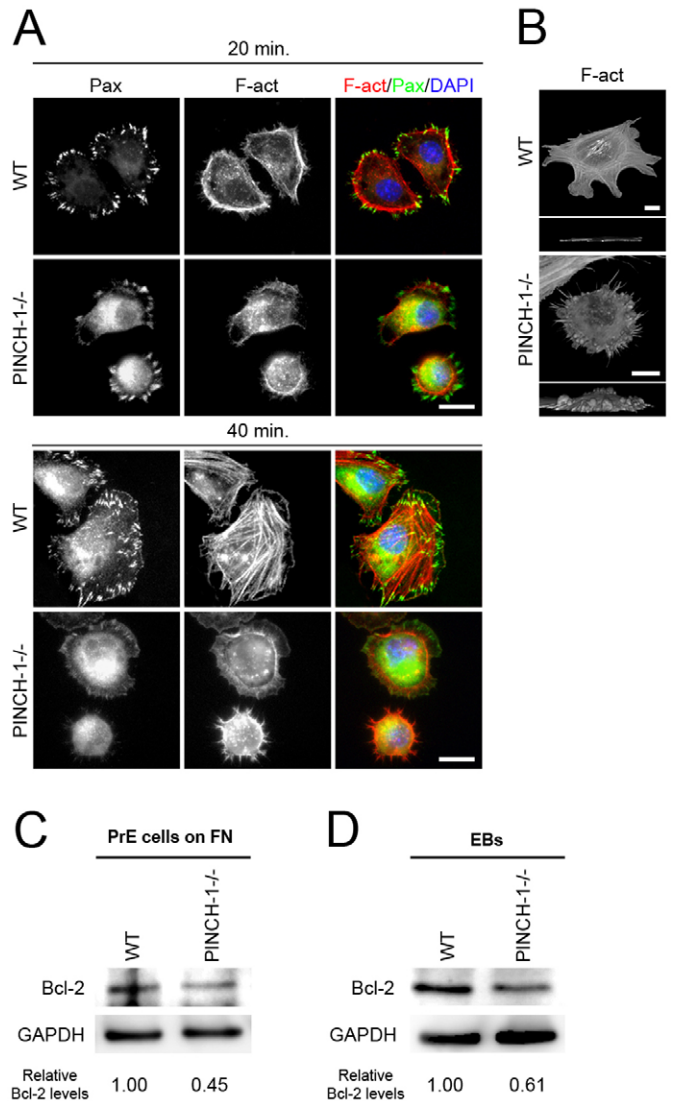 A
20 min.
Pax F-act F-act/Pax/DAPI
WT
PINCH-1-/-
40 min.
WT
PINCH-1-/-
B
F-act
WT
PINCH-1-/-
C
PrE cells on FN
WT PINCH-1-/-
Bcl-2
GAPDH
Relative
Bcl-2 levels 1.00 0.45
D
EBs
WT PINCH-1-/-
Bcl-2
GAPDH
Relative
Bcl-2 levels 1.00 0.61